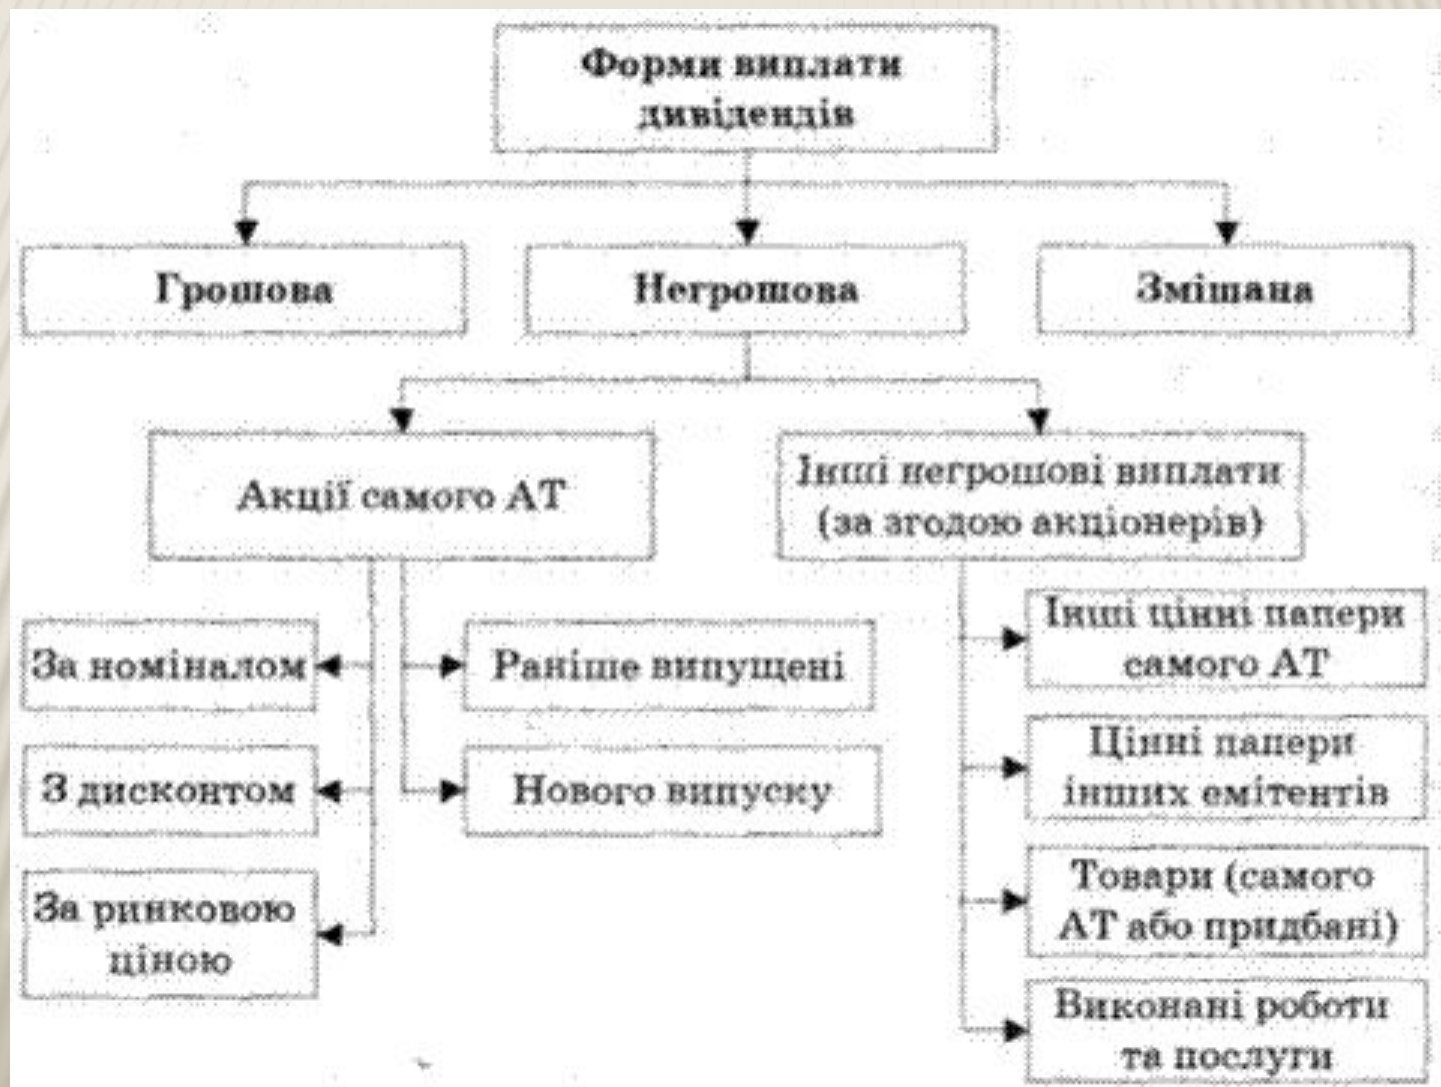 Форми виплати
дивідендів
Грошова
Негрошова
Змішана
Акції самого АТ
Інші негрошові виплати
(за згодою акціонерів)
За номіналом
З дисконтом
За ринковою
ціною
Раніше випущені
Нового випуску
Інші цінні папери
самого АТ
Цінні папери
інших емітентів
Товари (самого
АТ або придбані)
Виконані роботи
та послуги